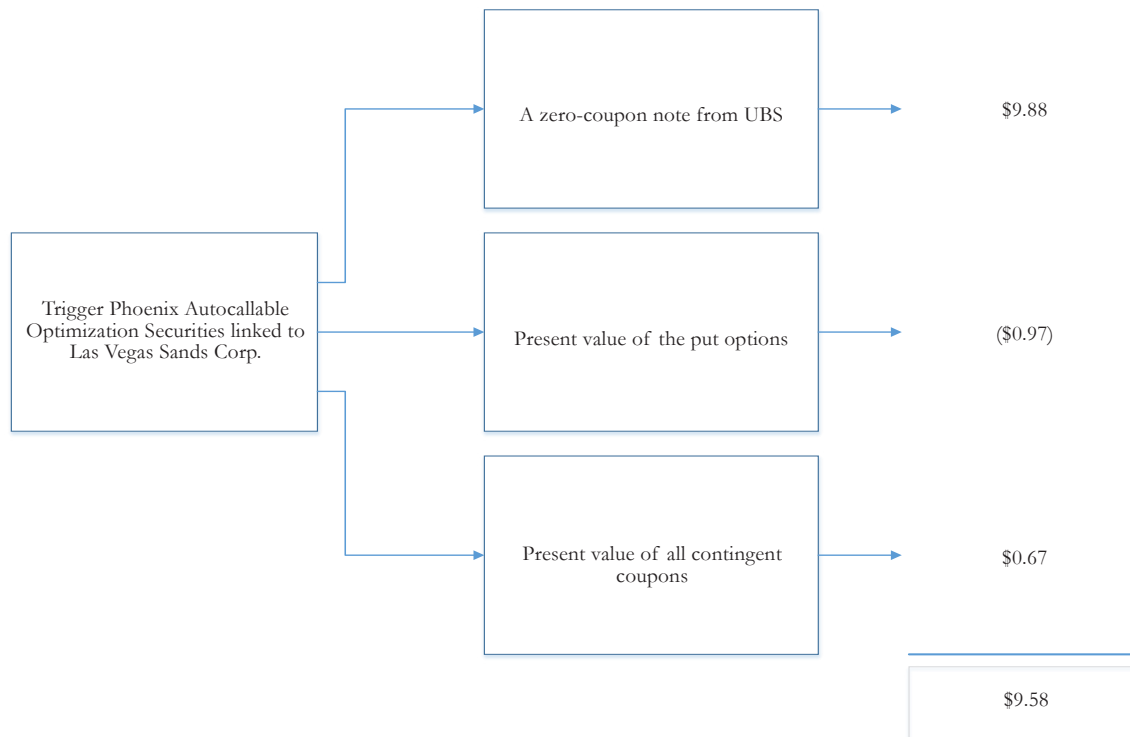 A zero-coupon note from UBS
$9.88
Trigger Phoenix Autocallable
Optimization Securities linked to
Las Vegas Sands Corp.
Present value of the put options
($0.97)
Present value of all contingent
coupons
$0.67
$9.58